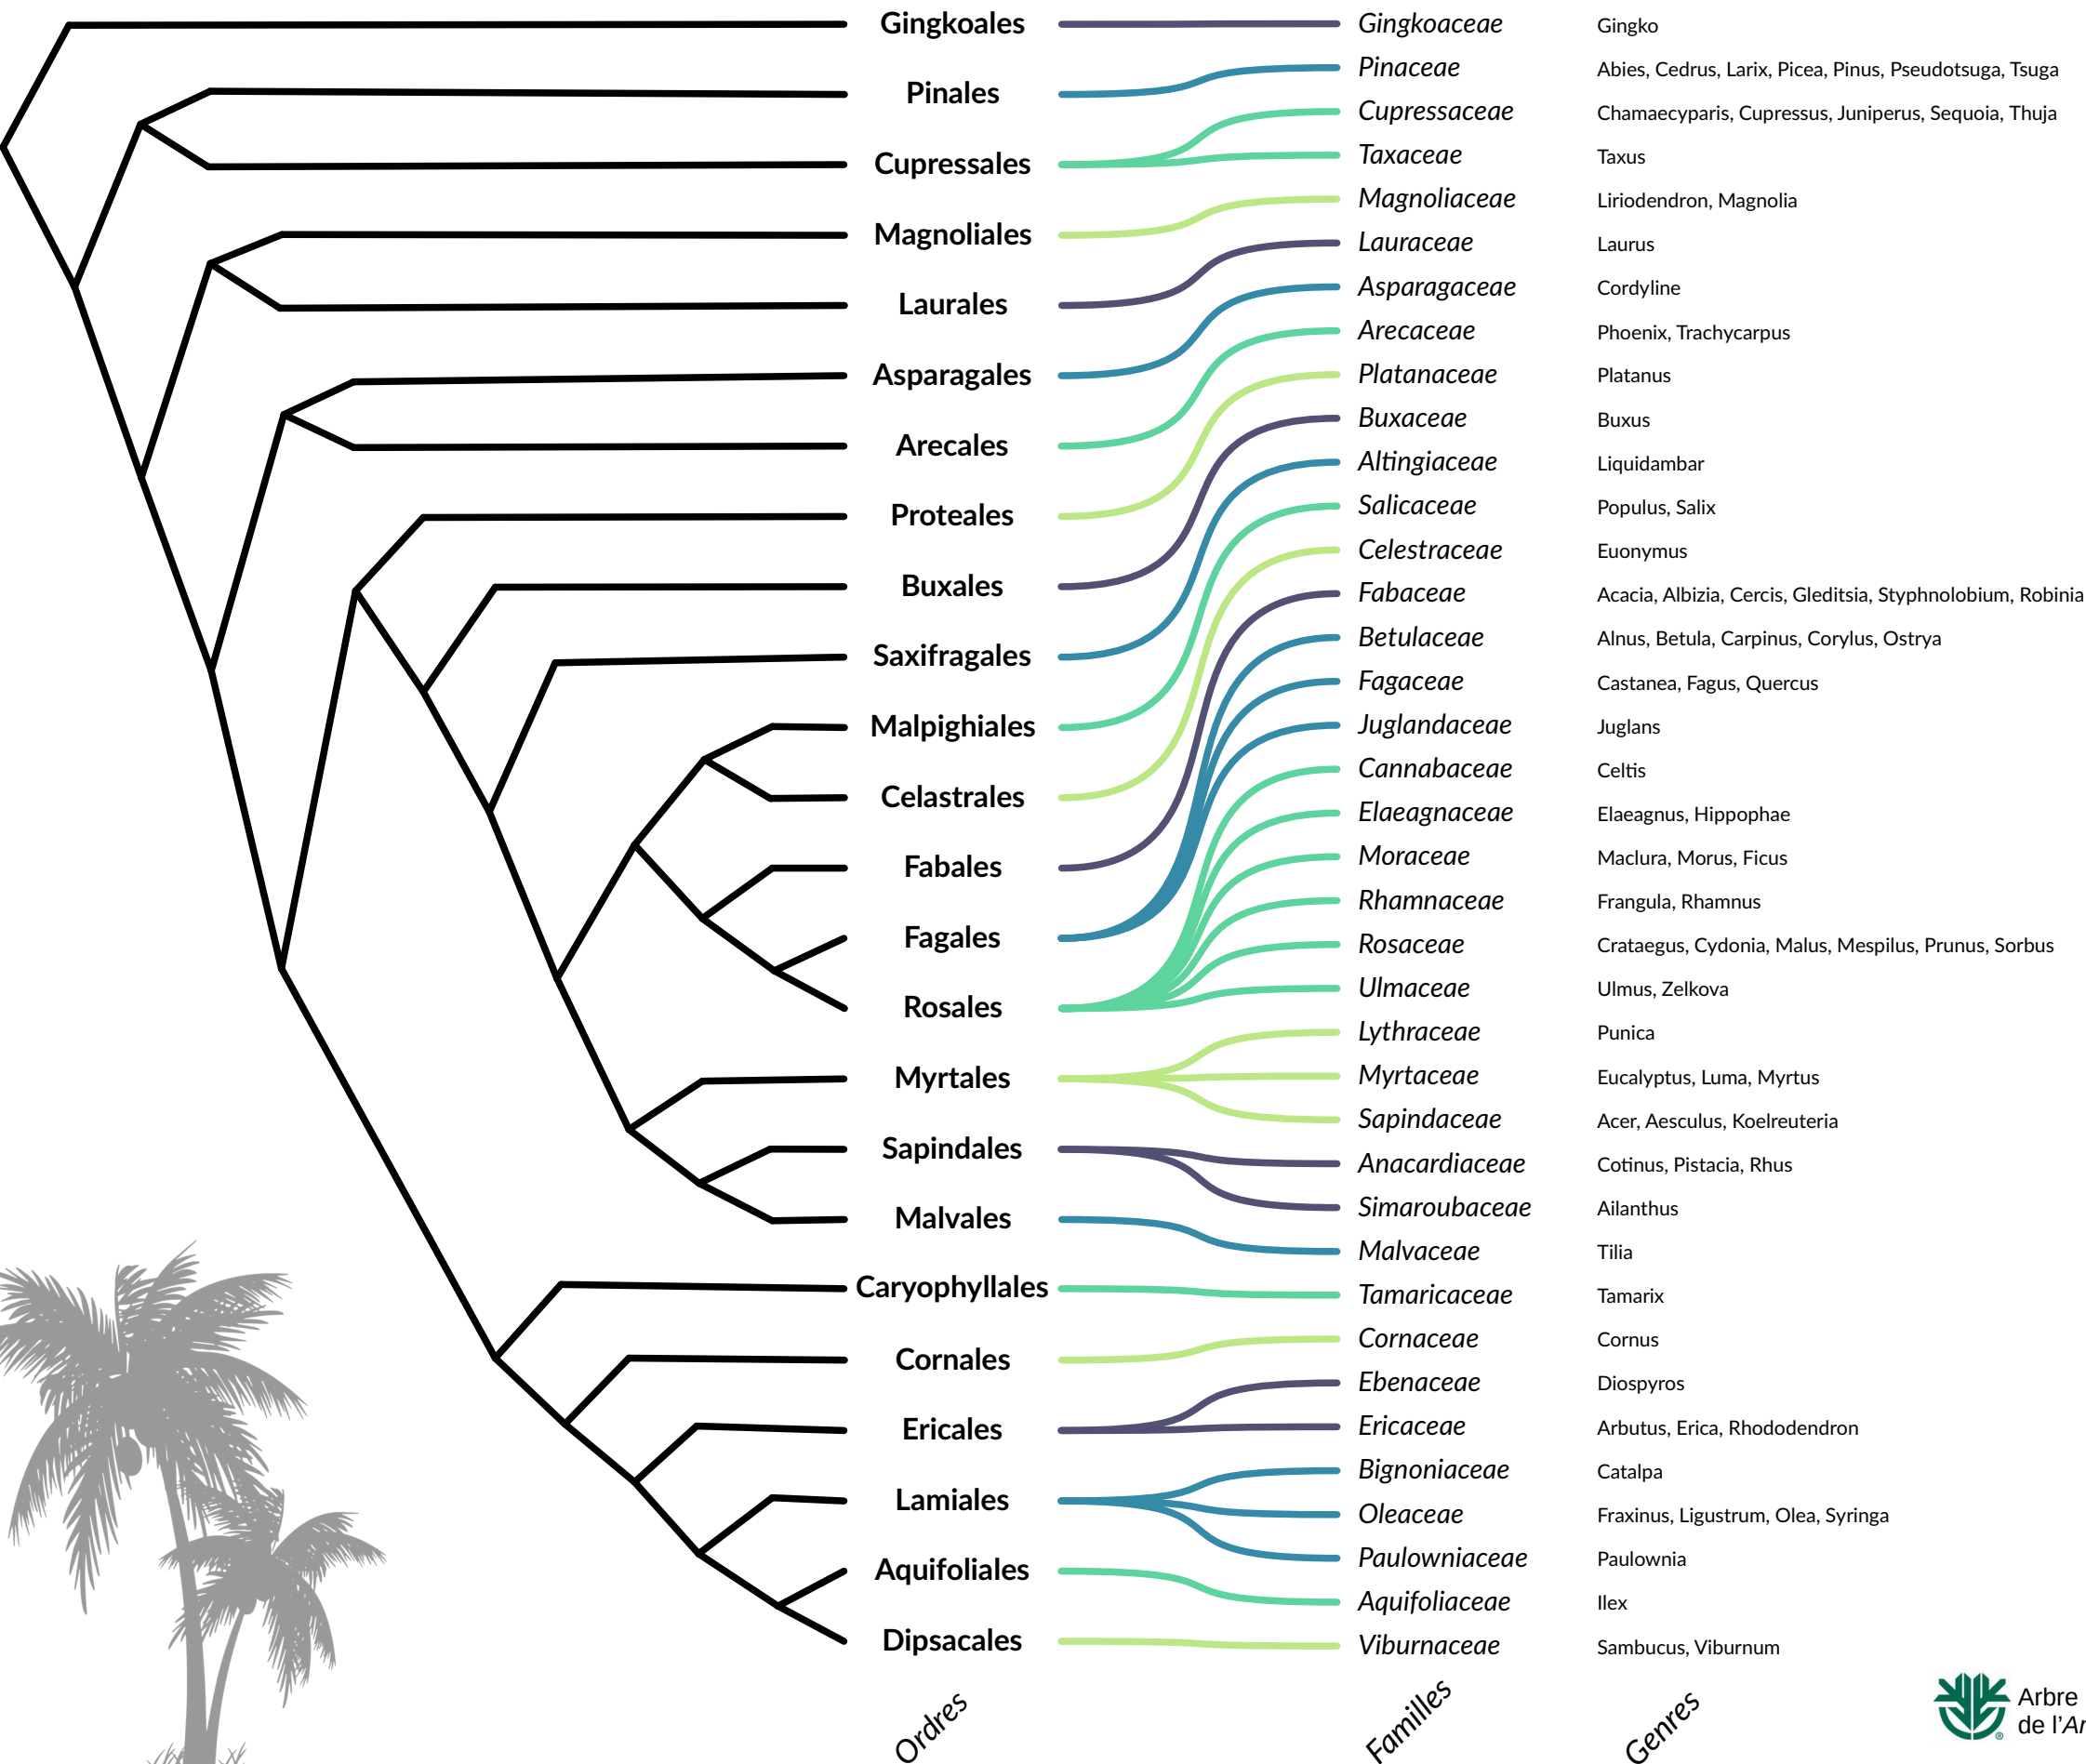 Gingkoales Gingkoaceae Gingko
Pinales Pinaceae Abies, Cedrus, Larix, Picea, Pinus, Pseudotsuga, Tsuga
Cupressaceae Chamaecyparis, Cupressus, Juniperus, Sequoia, Thuja
Cupressales Taxaceae Taxus
Magnoliaceae Liriodendron, Magnolia
Magnoliales Lauraceae Laurus
Laurales Asparagaceae Cordyline
Arecaceae Phoenix, Trachycarpus
Asparagales Platanaceae Platanus
Buxaceae Buxus
Arecales Altingiaceae Liquidambar
Proteales Salicaceae Populus, Salix
Celestraceae Euonymus
Buxales Fabaceae Acacia, Albizia, Cercis, Gleditsia, Styphnolobium, Robinia
Betulaceae Alnus, Betula, Carpinus, Corylus, Ostrya
Saxifragales Fagaceae Castanea, Fagus, Quercus
Malpighiales Juglandaceae Juglans
Cannabaceae Celtis
Celastrales Elaeagnaceae Elaeagnus, Hippophae
Fabales Moraceae Maclura, Morus, Ficus
Rhamnaceae Frangula, Rhamnus
Fagales Rosaceae Crataegus, Cydonia, Malus, Mespilus, Prunus, Sorbus
Rosales Ulmaceae Ulmus, Zelkova
Lythraceae Punica
Myrtales Myrtaceae Eucalyptus, Luma, Myrtus
Sapindaceae Acer, Aesculus, Koelreuteria
Sapindales Anacardiaceae Cotinus, Pistacia, Rhus
Simaroubaceae Ailanthus
Malvales Malvaceae Tilia
Caryophyllales Tamaricaceae Tamarix
Cornaceae Cornus
Cornales Ebenaceae Diospyros
Ericales Ericaceae Arbutus, Erica, Rhododendron
Bignoniaceae Catalpa
Lamiales Oleaceae Fraxinus, Ligustrum, Olea, Syringa
Paulowniaceae Paulownia
Aquifoliales Aquifoliaceae Ilex
Dipsacales Viburnaceae Sambucus, Viburnum
Ordres Familles Genres
Arbre
de l'Ar